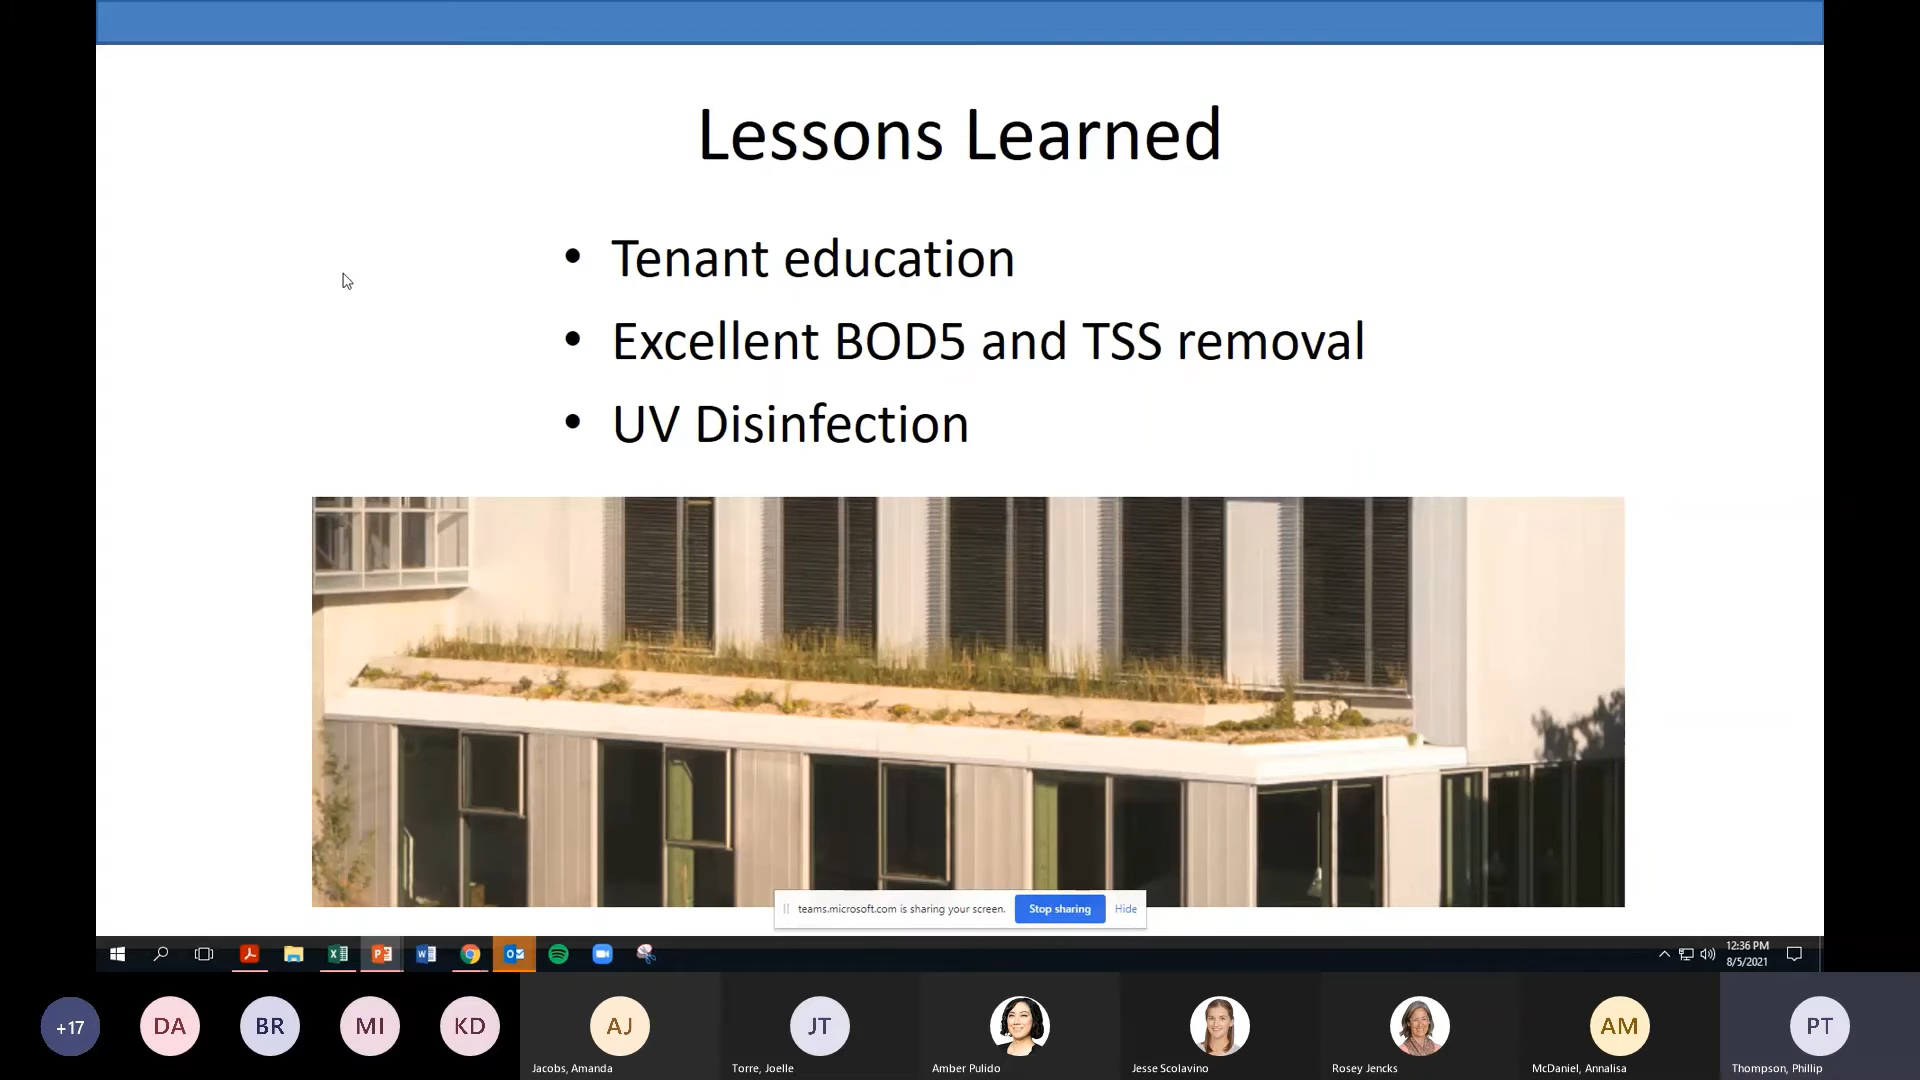 Lessons Learned
• Tenant education
• Excellent BOD5 and TSS removal
• UV Disinfection
teams.microsoft.com is sharing your screen. Stop sharing Hide
12:36 PM
8/5/2021
+17 DA BR MI KD AJ JT AM PT
Jacobs, Amanda Torre, Joelle Amber Pulido Jesse Scolavino Rosey Jencks McDaniel, Annalisa Thompson, Phillip